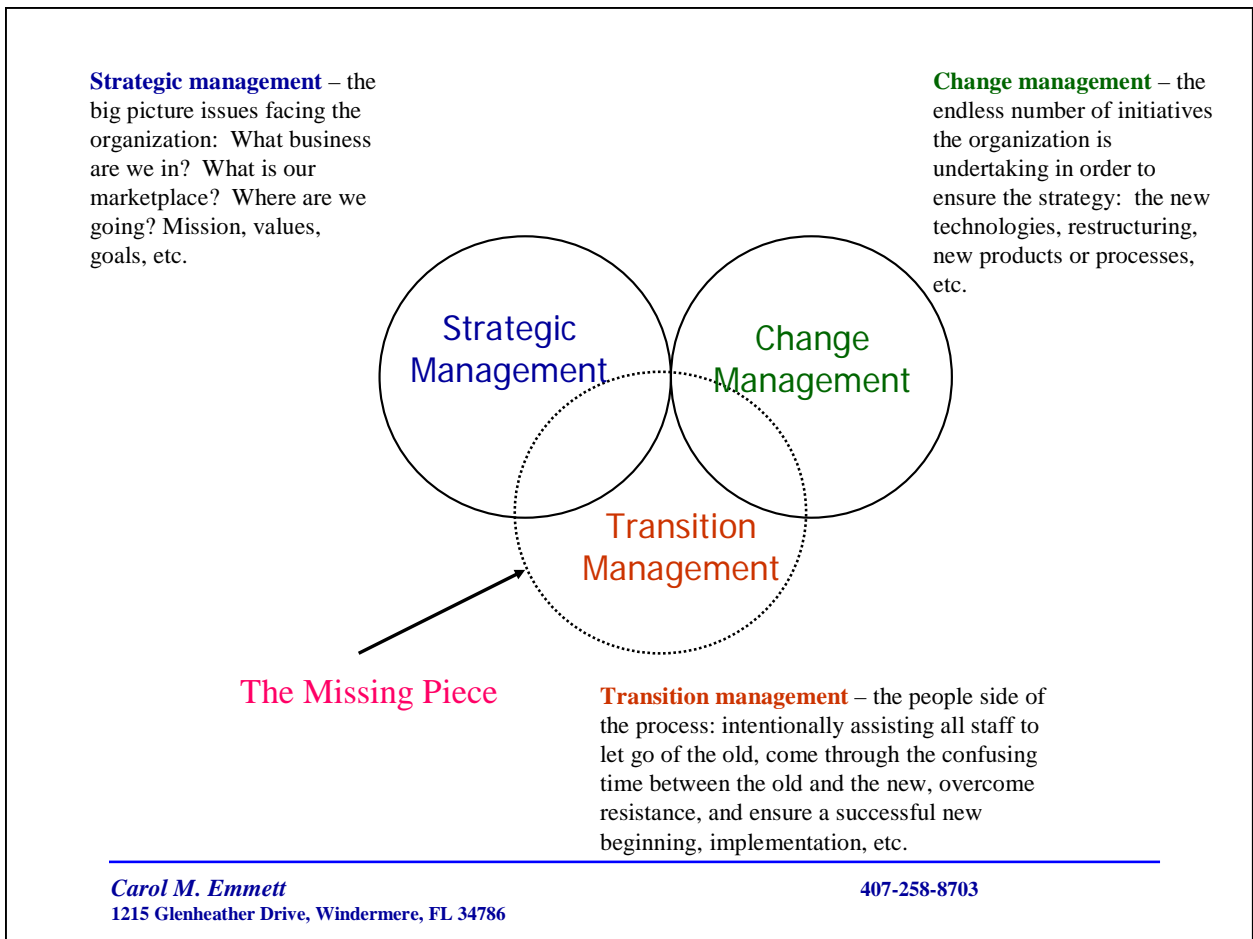 Strategic management – the
big picture issues facing the
organization:  What business
are we in?  What is our
marketplace?  Where are we
going? Mission, values,
goals, etc.
Change management – the
endless number of initiatives
the organization is
undertaking in order to
ensure the strategy:  the new
technologies, restructuring,
new products or processes,
etc.
Strategic
Management
Change
Management
Transition
Management
The Missing Piece
Transition management – the people side of
the process: intentionally assisting all staff to
let go of the old, come through the confusing
time between the old and the new, overcome
resistance, and ensure a successful new
beginning, implementation, etc.
Carol M. Emmett
407-258-8703
1215 Glenheather Drive, Windermere, FL 34786